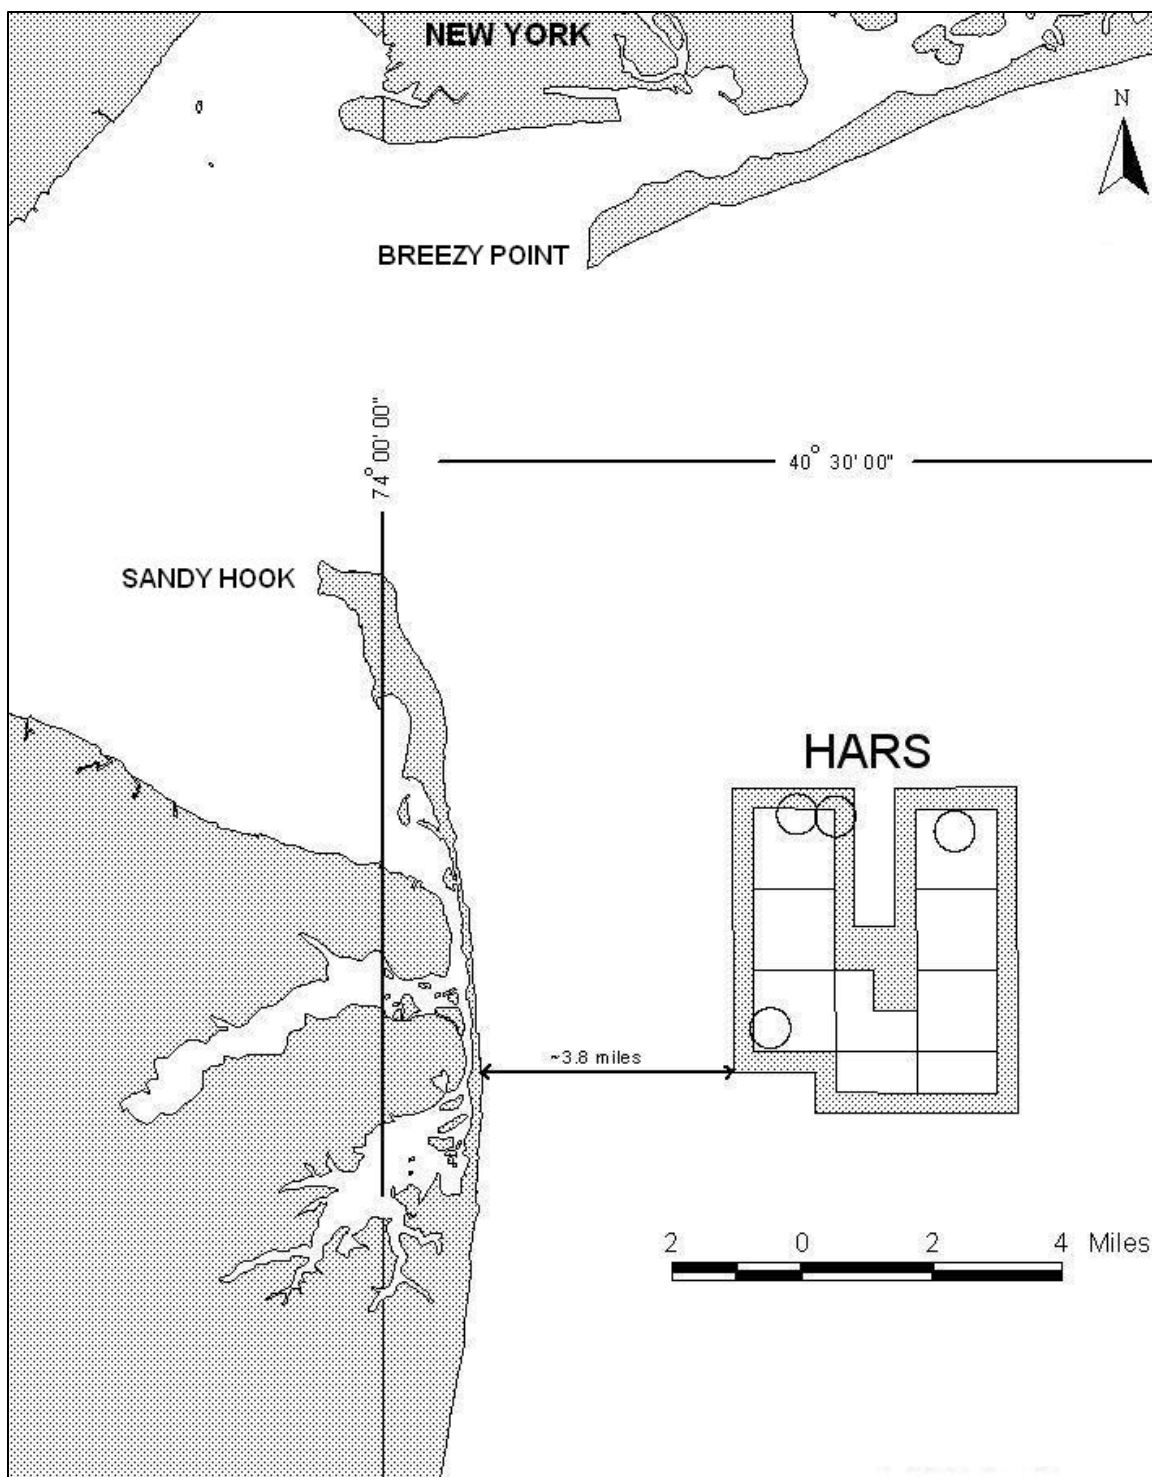 NEW YORK
N
BREEZY POINT
74° 00' 00"
40° 30' 00"
SANDY HOOK
HARS
~3.8 miles
2 0 2 4 Miles